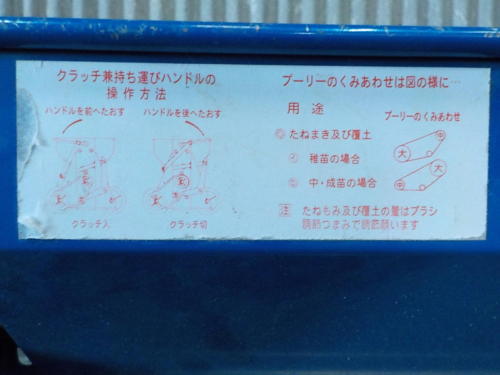 クラッチ兼持ち運びハンドルの
操作方法
ハンドルを前へたおす
ハンドルを後へたおす
クラッチ入
クラッチ切
プーリーのくみあわせは図の様に…
用途
プーリーのくみあわせ
たねまき及び覆土
稚苗の場合
中・成苗の場合
大
中
大
中
注 たねもみ及び覆土の量はブラシ
調節つまみで調節願います